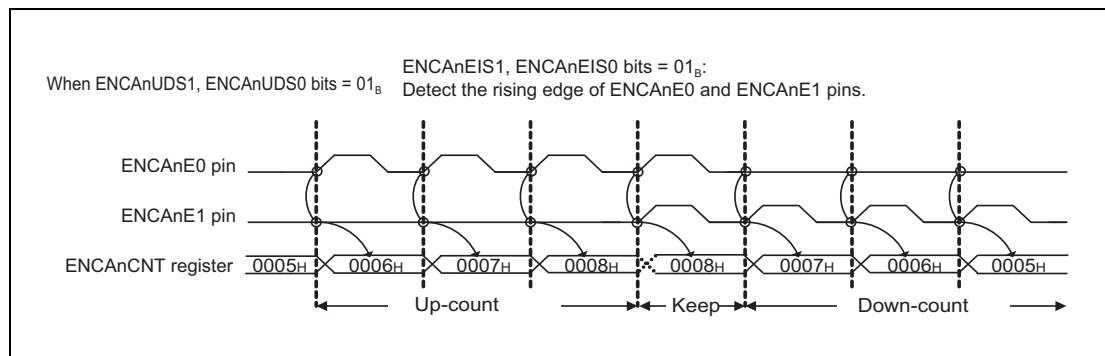 When ENCAnUDS1, ENCAnUDS0 bits = 01B
ENCAnEIS1, ENCAnEIS0 bits = 01B:
Detect the rising edge of ENCAnE0 and ENCAnE1 pins.
ENCAnE0 pin
ENCAnE1 pin
ENCAnCNT register
0005H 0006H 0007H 0008H 0008H 0007H 0006H 0005H
Up-count Keep Down-count